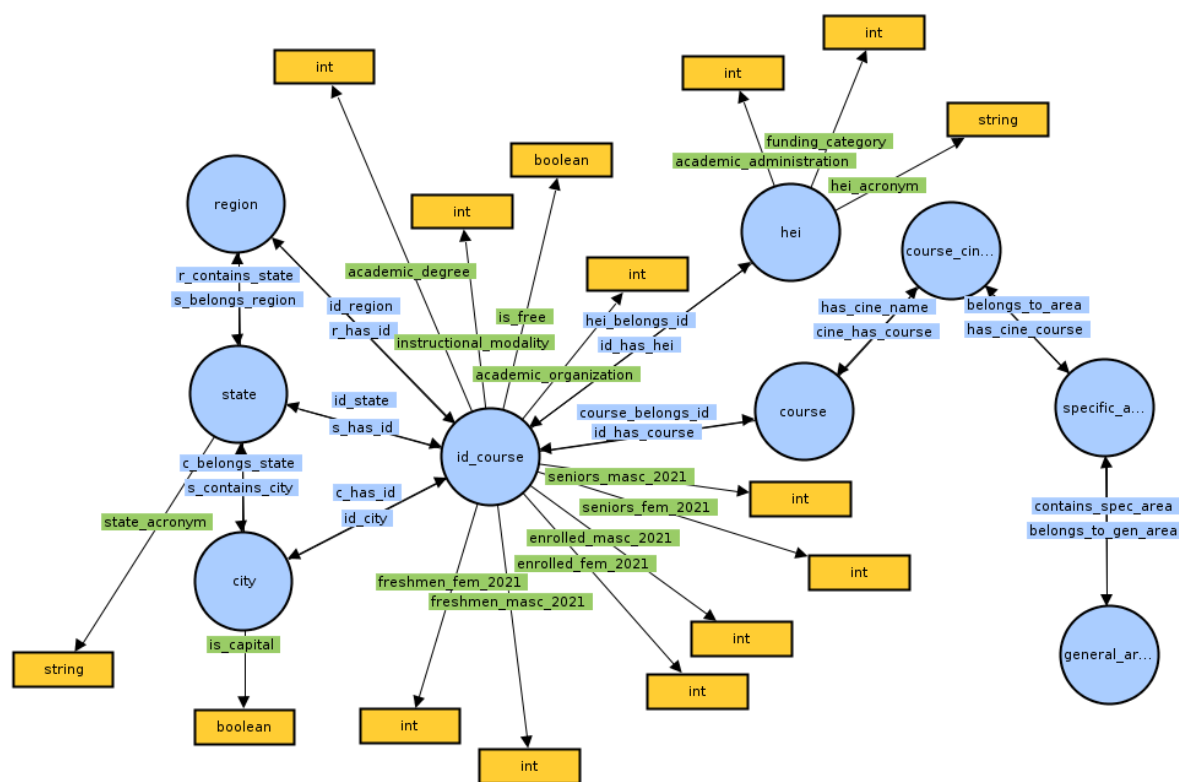 int
int
int
string
funding_category
academic_administration
hei_acronym
boolean
region
int
hei
course_cin...
r_contains_state
s_belongs_region
academic_degree
int
id_region
r_has_id
is_free
hei_belongs_id
id_has_hei
instructional_modality
academic_organization
has_cine_name
cine_has_course
belongs_to_area
has_cine_course
state
id_state
s_has_id
course_belongs_id
id_has_course
course
specific_a...
id_course
c_belongs_state
s_contains_city
c_has_id
id_city
seniors_masc_2021
seniors_fem_2021
int
contains_spec_area
belongs_to_gen_area
state_acronym
enrolled_masc_2021
enrolled_fem_2021
int
city
freshmen_fem_2021
freshmen_masc_2021
is_capital
int
string
int
general_ar...
boolean
int
int